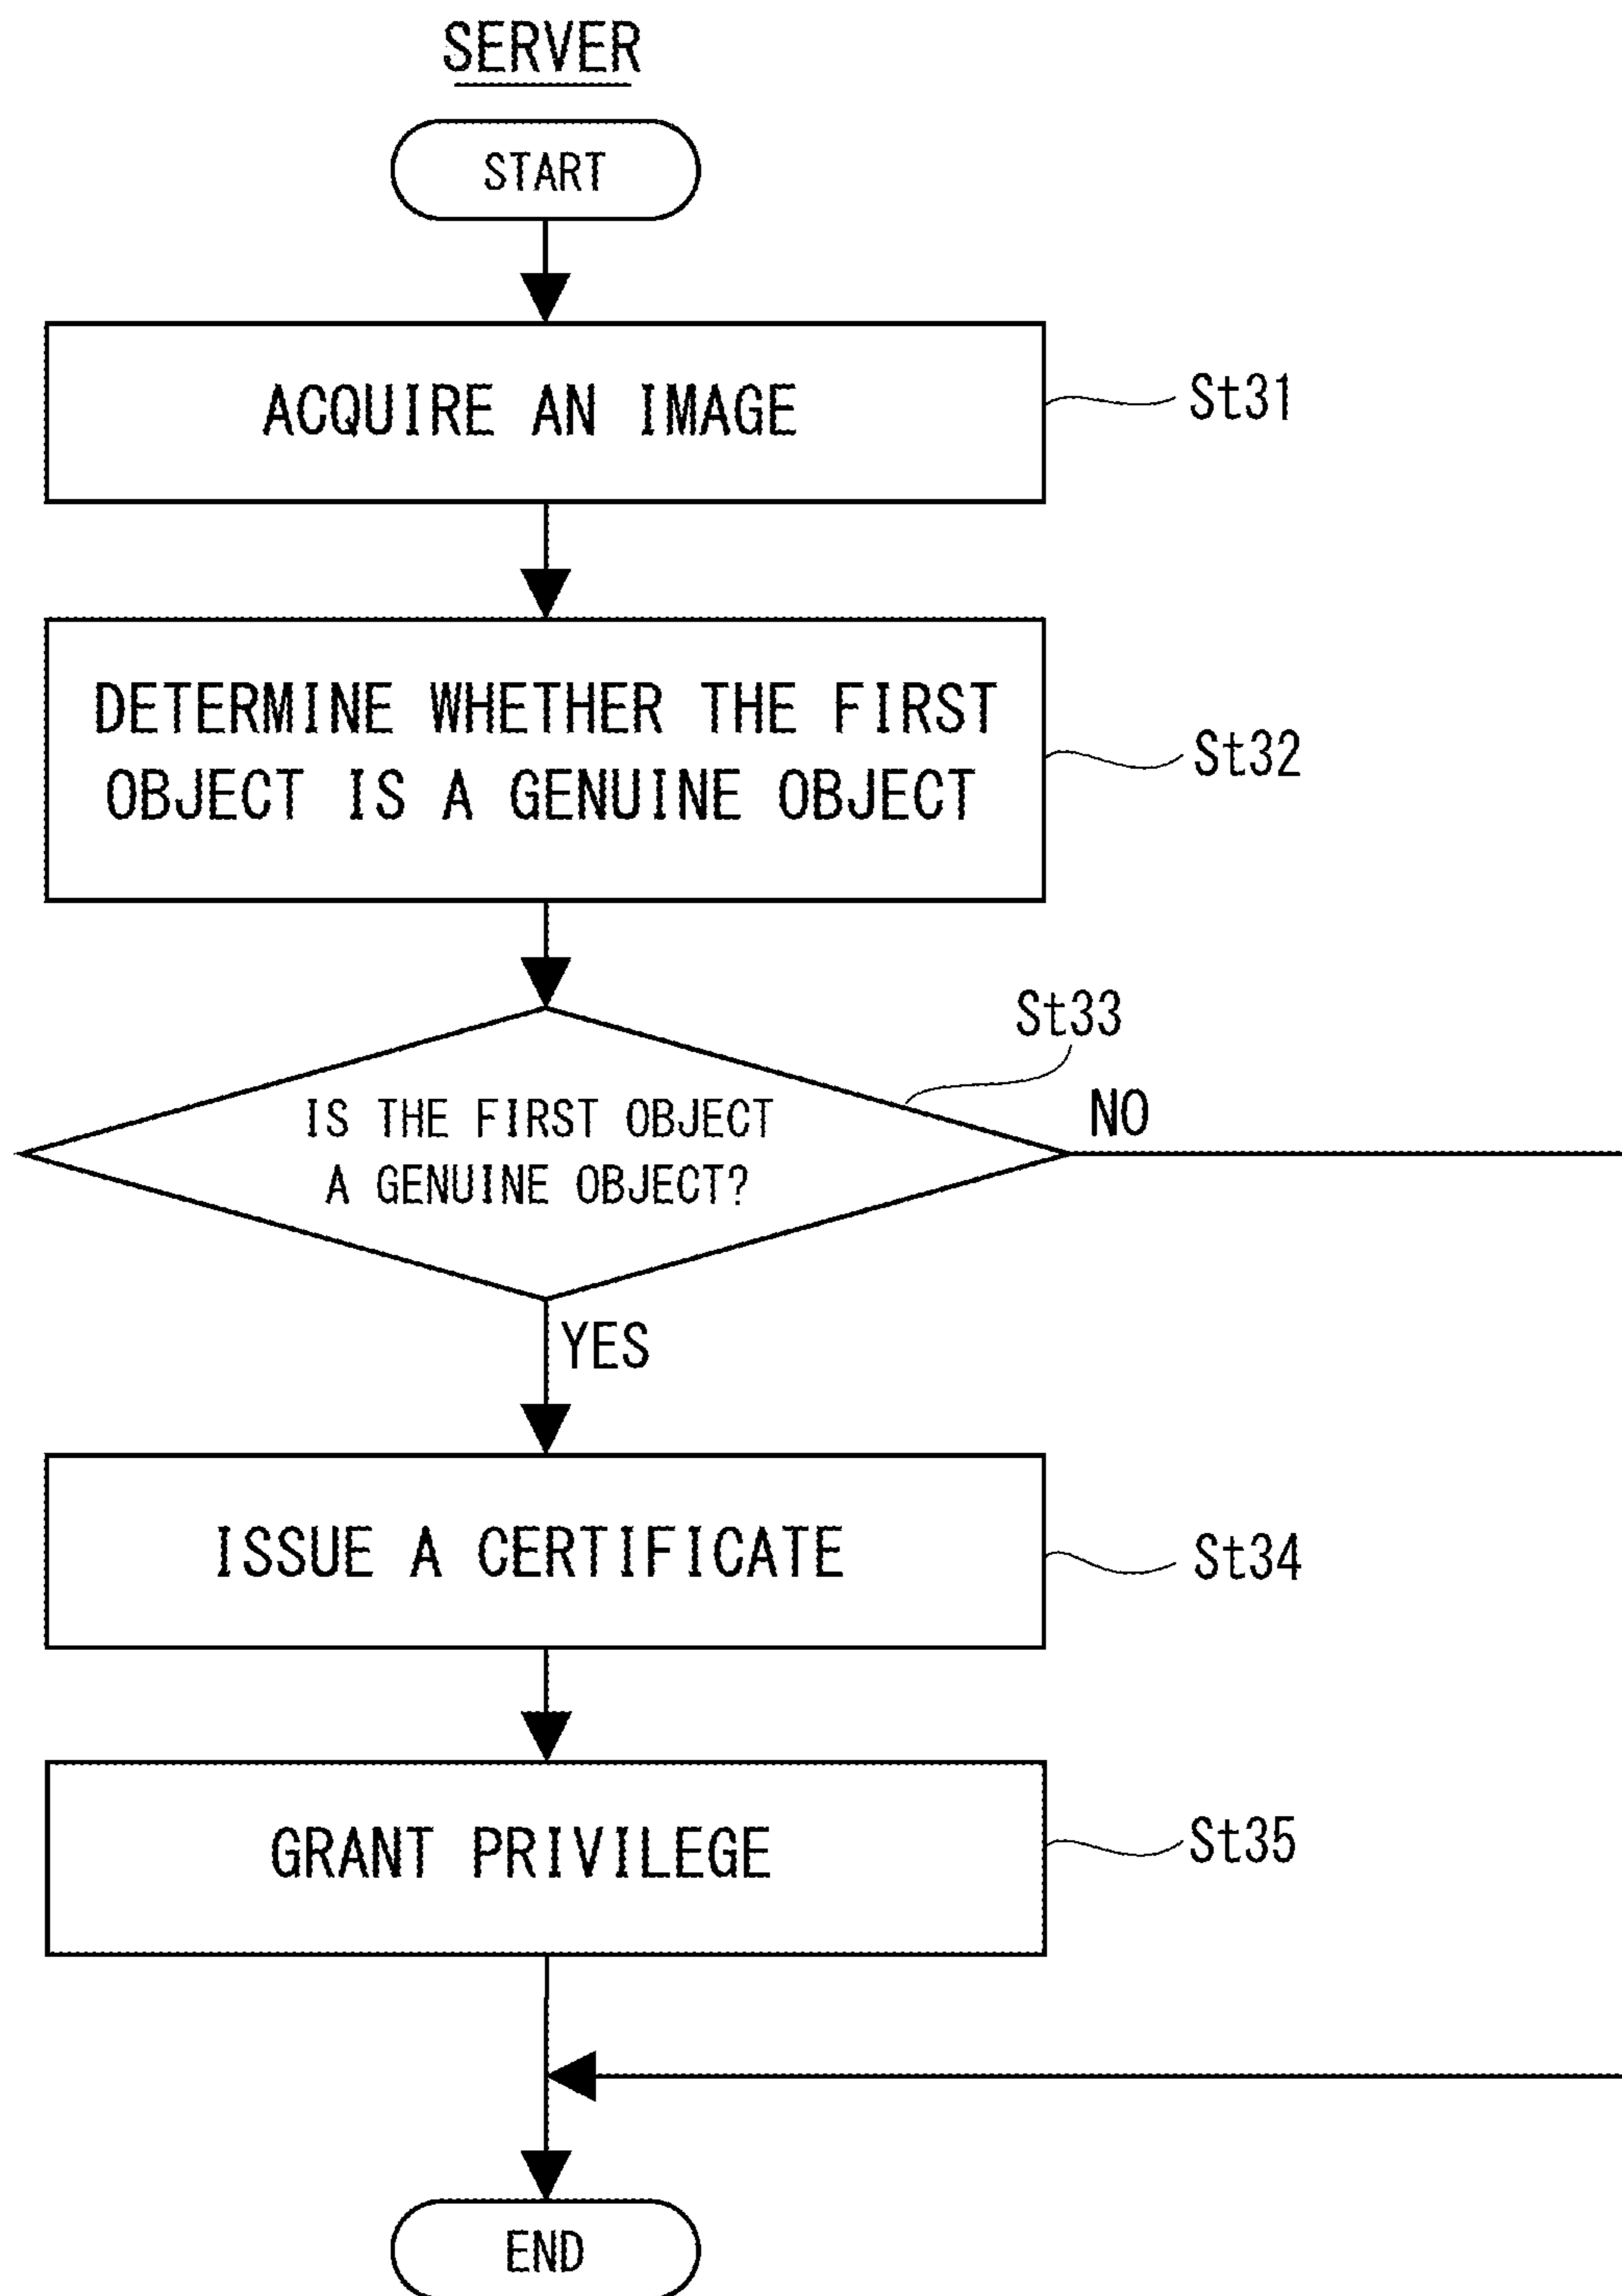 SERVER
START
ACQUIRE AN IMAGE
St31
DETERMINE WHETHER THE FIRST
OBJECT IS A GENUINE OBJECT
St32
St33
IS THE FIRST OBJECT
A GENUINE OBJECT?
NO
YES
ISSUE A CERTIFICATE
St34
GRANT PRIVILEGE
St35
END